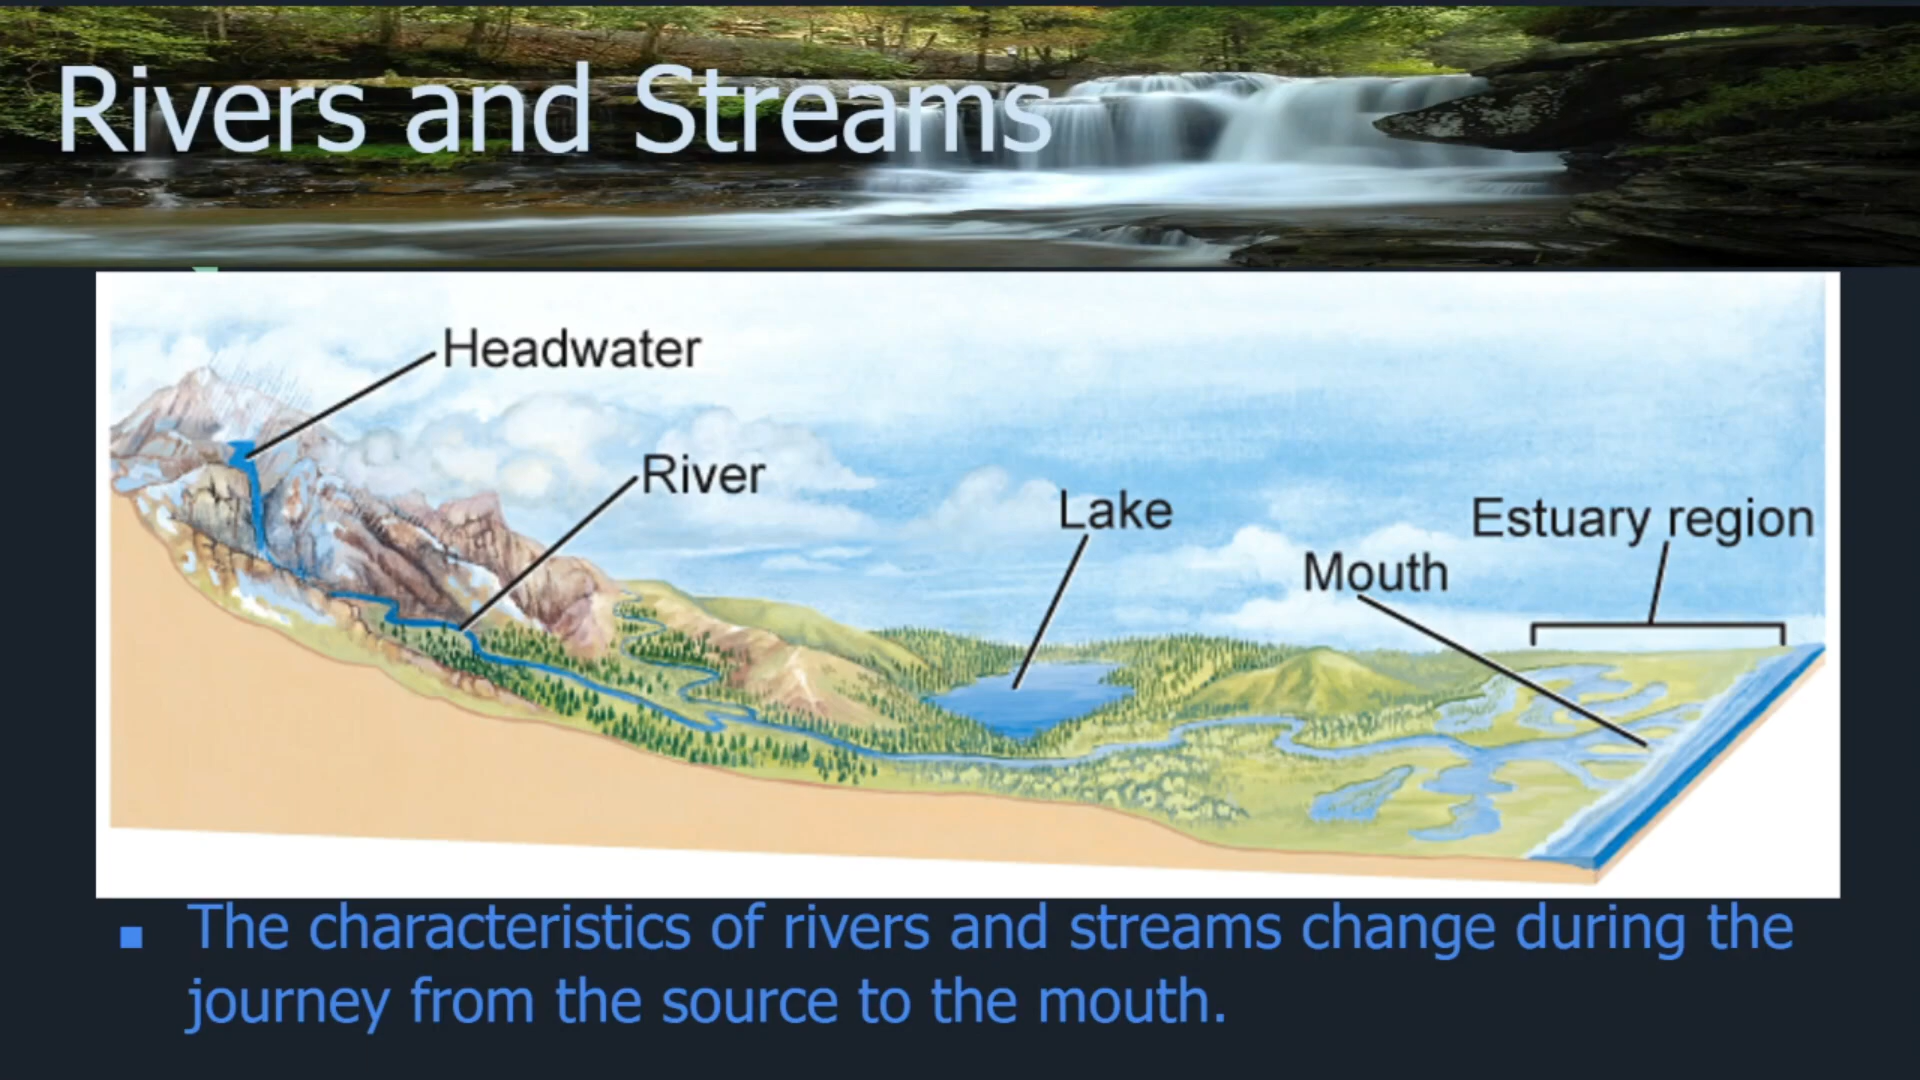 Rivers and Streams
Headwater
River
Lake
Estuary region
Mouth
The characteristics of rivers and streams change during the
journey from the source to the mouth.